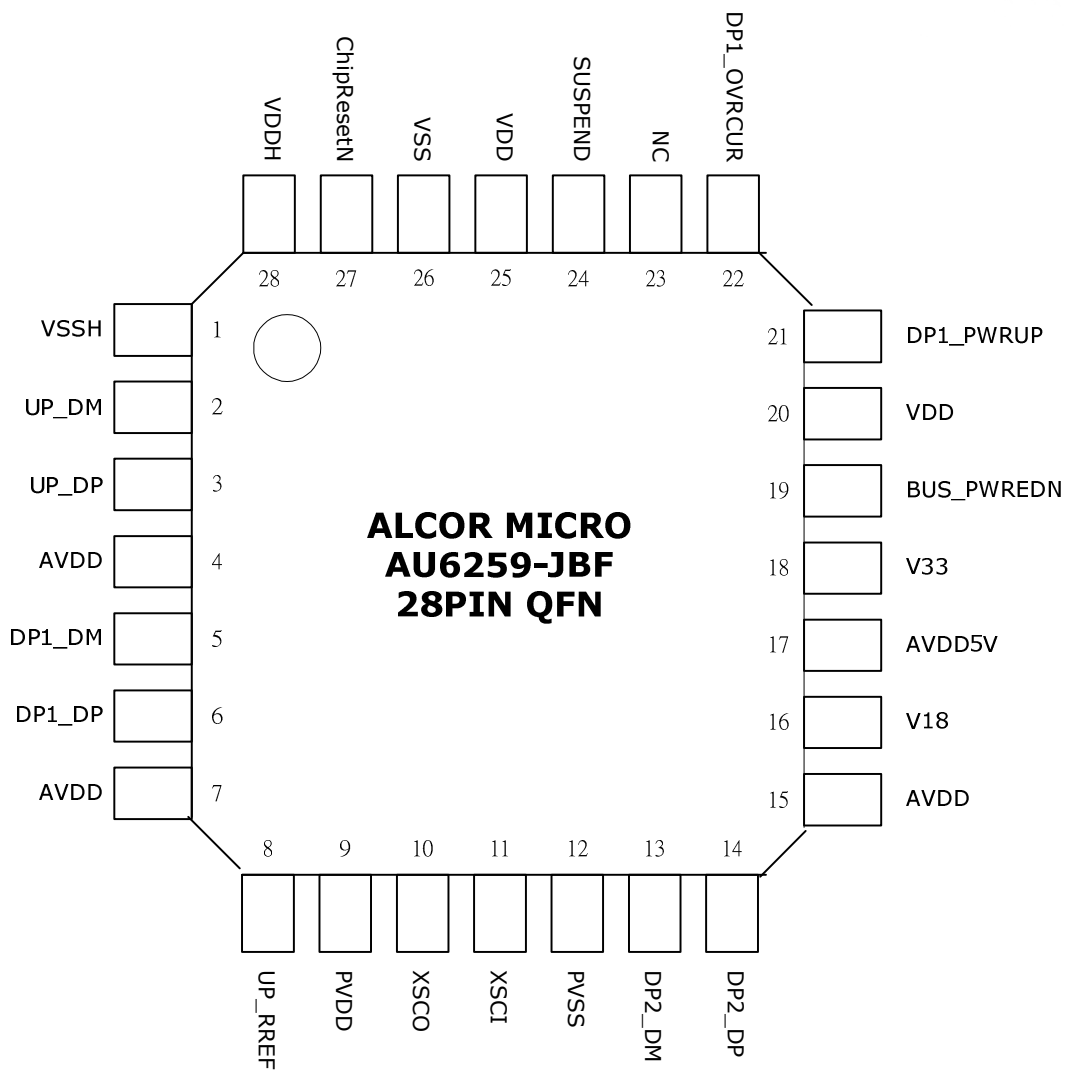 VDDH
ChipResetN
VSS
VDD
SUSPEND
NC
DP1_OVRCUR
28 27 26 25 24 23 22
VSSH 1
UP_DM 2
UP_DP 3
AVDD 4
DP1_DM 5
DP1_DP 6
AVDD 7
ALCOR MICRO
AU6259-JBF
28PIN QFN
21 DP1_PWRUP
20 VDD
19 BUS_PWREDN
18 V33
17 AVDD5V
16 V18
15 AVDD
8 9 10 11 12 13 14
UP_RREF
PVDD
XSCO
XSCI
PVSS
DP2_DM
DP2_DP